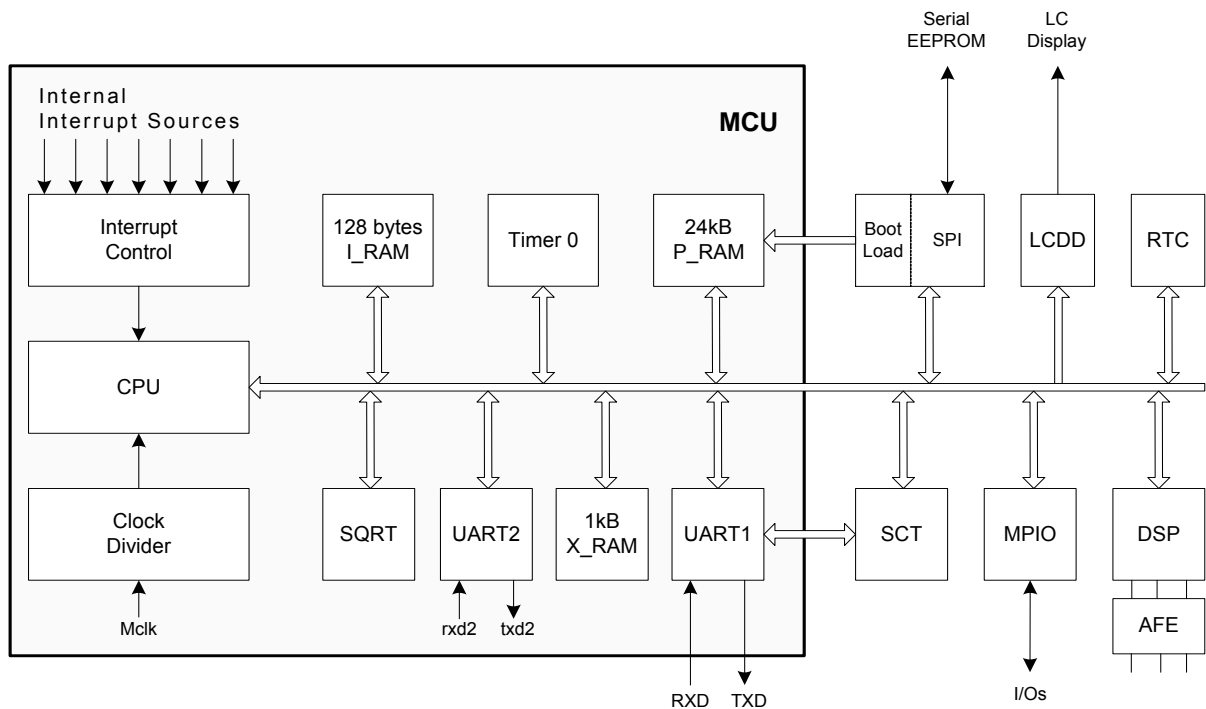 Serial
EEPROM
LC
Display
Internal
Interrupt Sources
MCU
Interrupt
Control
128 bytes
I_RAM
Timer 0
24kB
P_RAM
Boot
Load
SPI
LCDD
RTC
CPU
Clock
Divider
SQRT
UART2
1kB
X_RAM
UART1
SCT
MPIO
DSP
Mclk
rxd2
txd2
AFE
RXD
TXD
I/Os